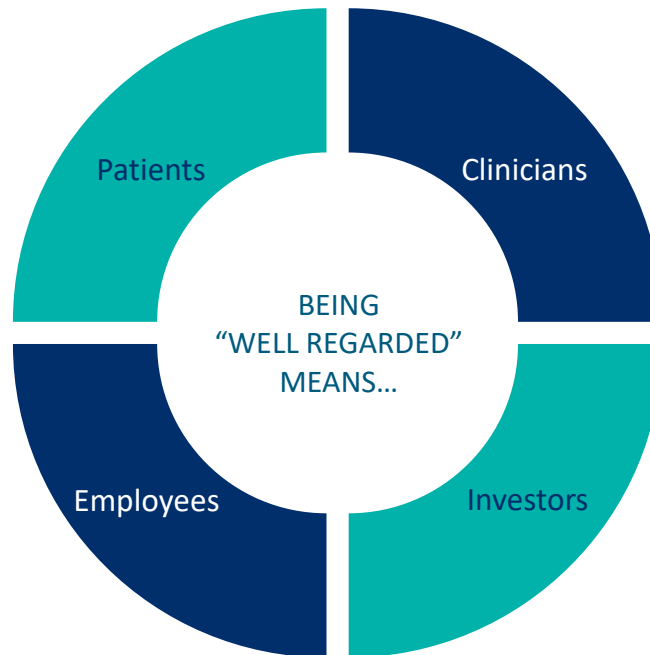 Patients
Clinicians
BEING
“WELL REGARDED”
MEANS…
Employees
Investors